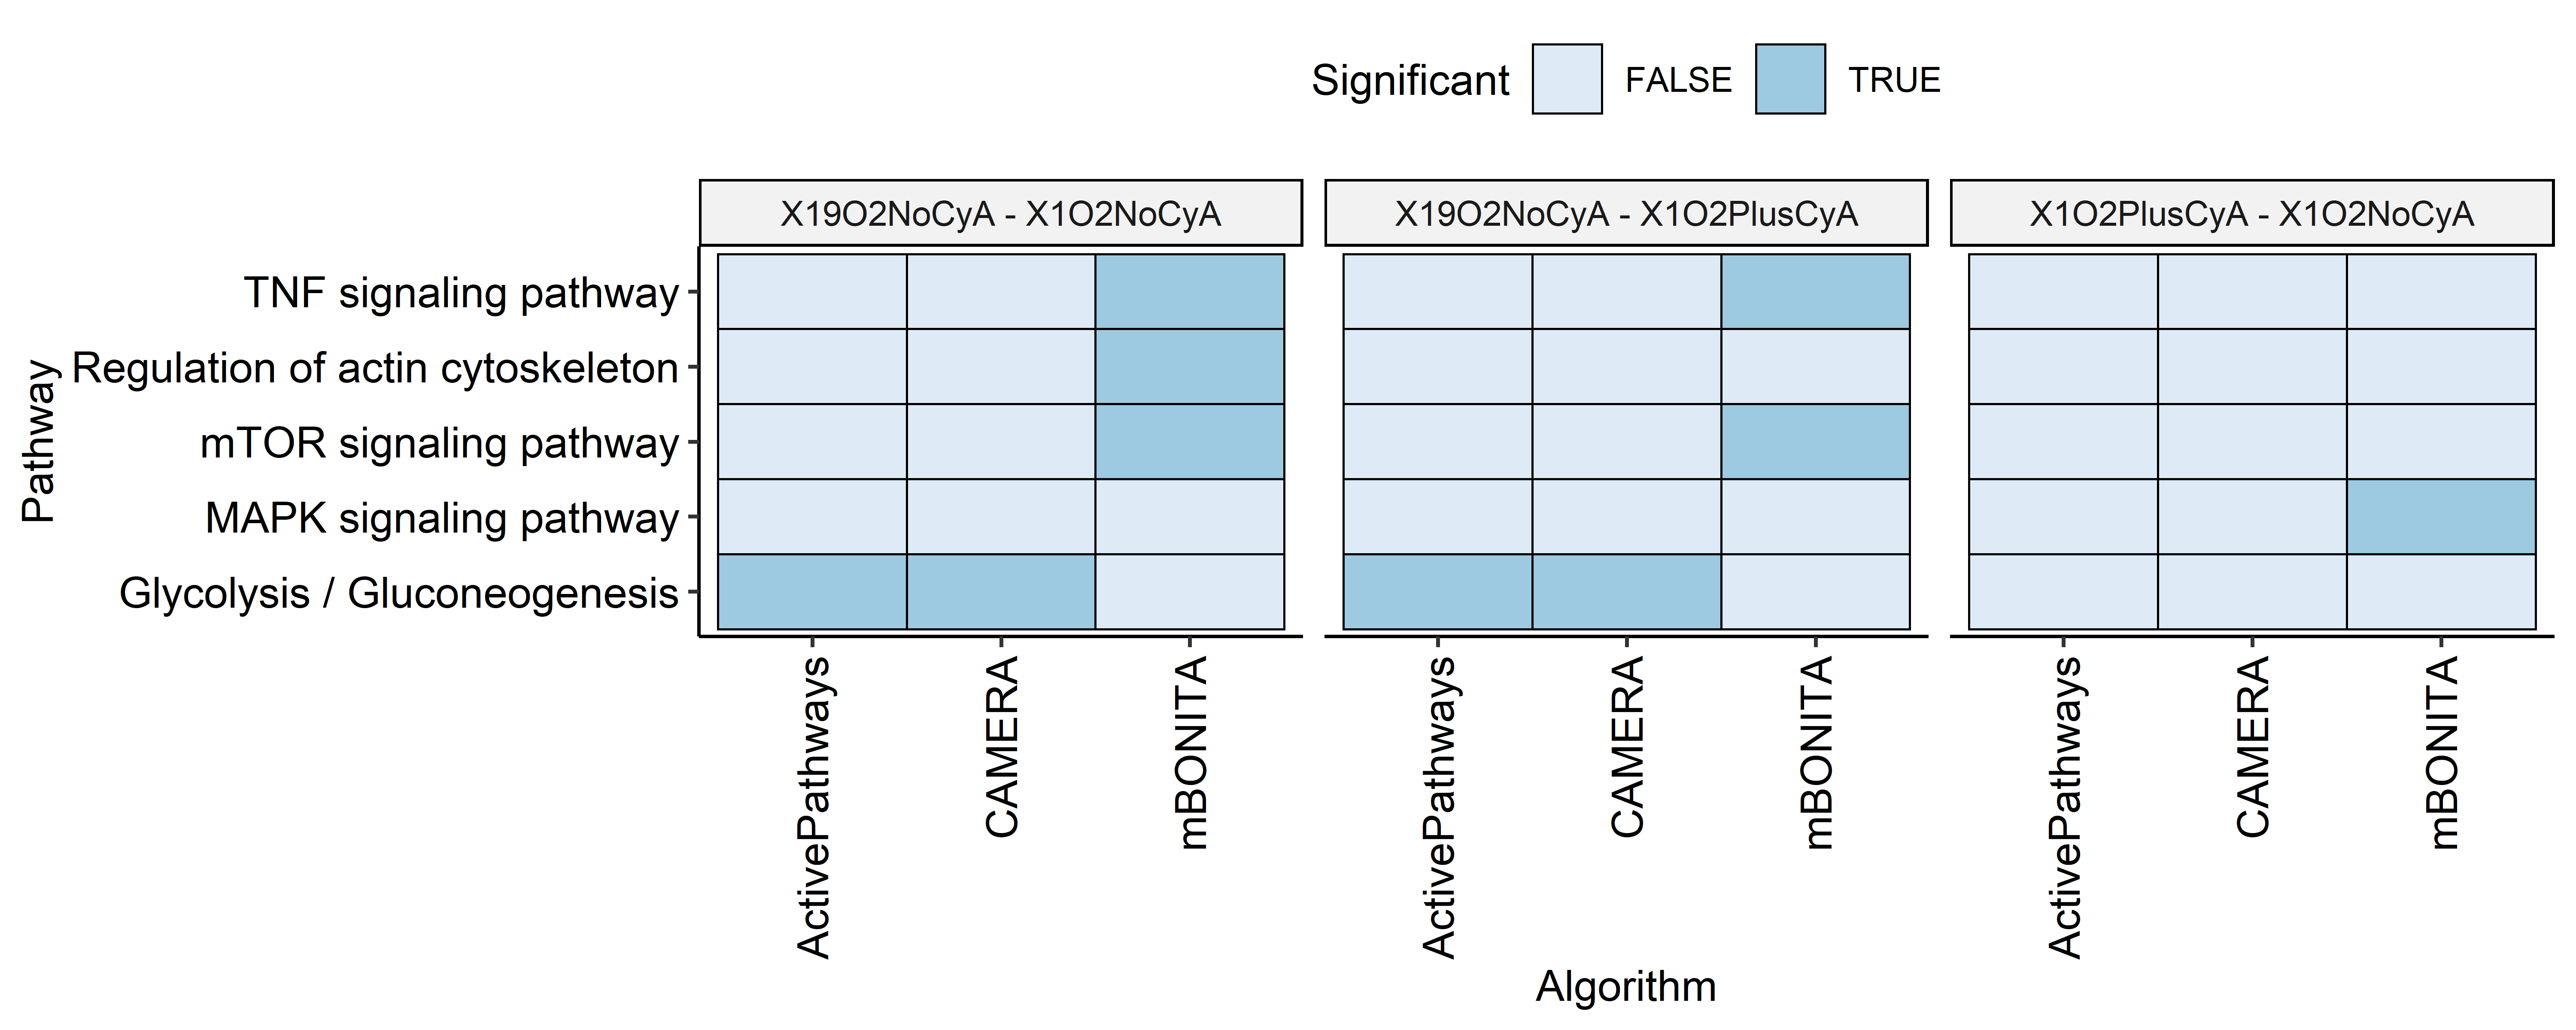 Significant FALSE TRUE
X19O2NoCyA - X1O2NoCyA
X19O2NoCyA - X1O2PlusCyA
X1O2PlusCyA - X1O2NoCyA
Pathway
TNF signaling pathway
Regulation of actin cytoskeleton
mTOR signaling pathway
MAPK signaling pathway
Glycolysis / Gluconeogenesis
ActivePathways
CAMERA
mBONITA
ActivePathways
CAMERA
mBONITA
ActivePathways
CAMERA
mBONITA
Algorithm